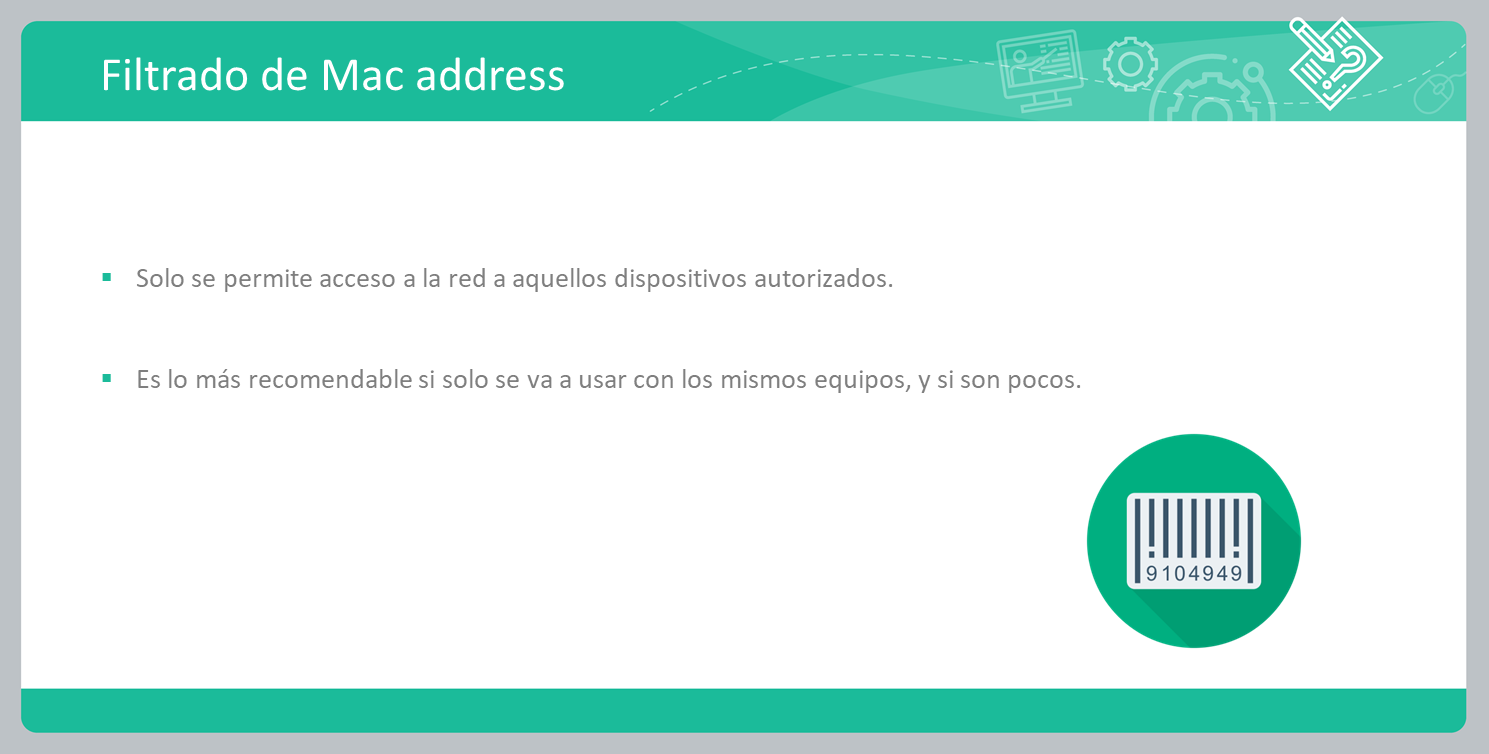 Filtrado de Mac address
Solo se permite acceso a la red a aquellos dispositivos autorizados.
Es lo más recomendable si solo se va a usar con los mismos equipos, y si son pocos.
9104949